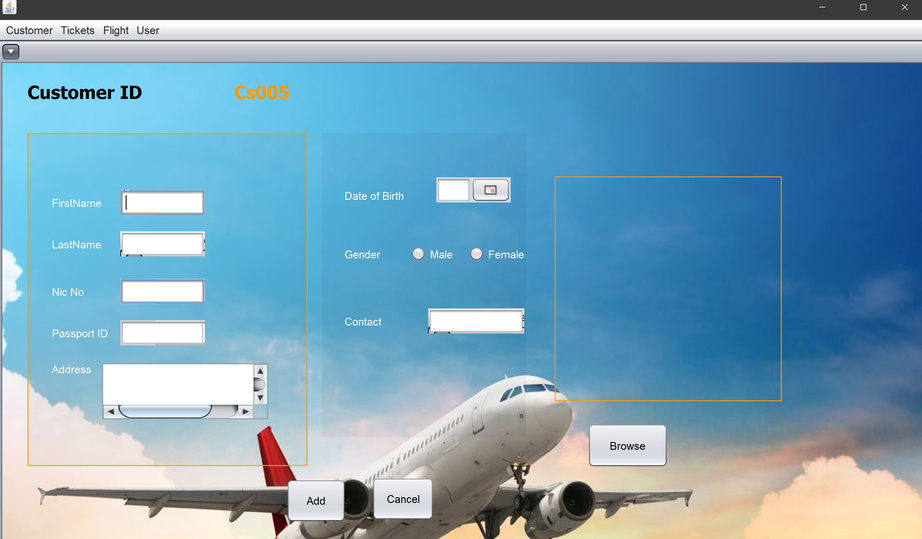 Customer Tickets Flight User
Customer ID Cs005
FirstName
LastName
Nic No
Passport ID
Address
Date of Birth
Gender Male Female
Contact
Browse
Add Cancel